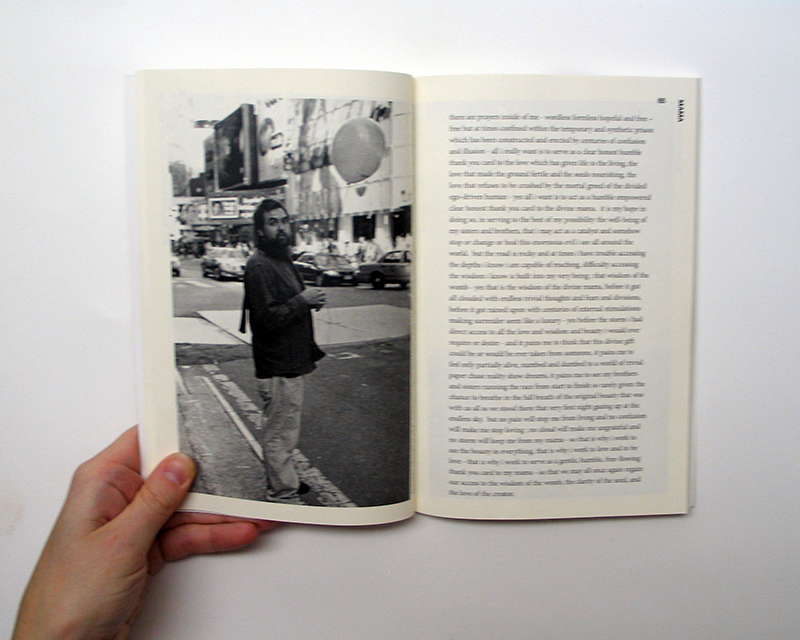 MAMA
there are prayers inside of me - wordless formless hopeful and free -
free but at times confined within the temporary and synthetic prison
which has been constructed and erected by centuries of confusion
and illusion - all i really want is to serve as a clear honest humble
thank you card to the love which has given life to the living, the
love that made the ground fertile and the seeds nourishing, the
love that refuses to be crushed by the mortal greed of the divided
ego-driven human - yes all i want is to act as a humble empowered
clear honest thank you card to the divine mama. it is my hope in
doing so, in serving to the best of my possibility the well-being of
my sisters and brothers, that i may act as a catalyst and somehow
stop or change or heal this enormous evil i see all around the
world. but the road is rocky and at times i have trouble accessing
the depths i know i am capable of reaching, difficulty accessing
the wisdom i know is built into my very being; that wisdom of the
womb - yes that is the wisdom of the divine mama, before it got
all clouded with endless trivial thoughts and fears and divisions,
before it got rained upon with centuries of external stimulations
making surrender seem like a luxury - yes before the storm i had
direct access to all the love and wisdom and beauty i would ever
require or desire - and it pains me to think that this divine gift
could be or would be ever taken from someone, it pains me to
feel only partially alive, numbed and slumbed to a world of trivial
paper chase reality show dreams, it pains me to see my brothers
and sisters running the race from start to finish so rarely given the
chance to breathe in the full breath of the original beauty that was
with us all as we stood there that very first night gazing up at the
endless sky. but no pain will stop me from living and no confusion
will make me stop loving ; no cloud will make me ungrateful and
no storm will keep me from my mama - so that is why i work to
see the beauty in everything, that is why i work to love and to be
love - that is why i work to serve as a gentle, humble, free-flowing
thank you card to my mama - so that we may all once again regain
our access to the wisdom of the womb, the clarity of the seed, and
the love of the creator.